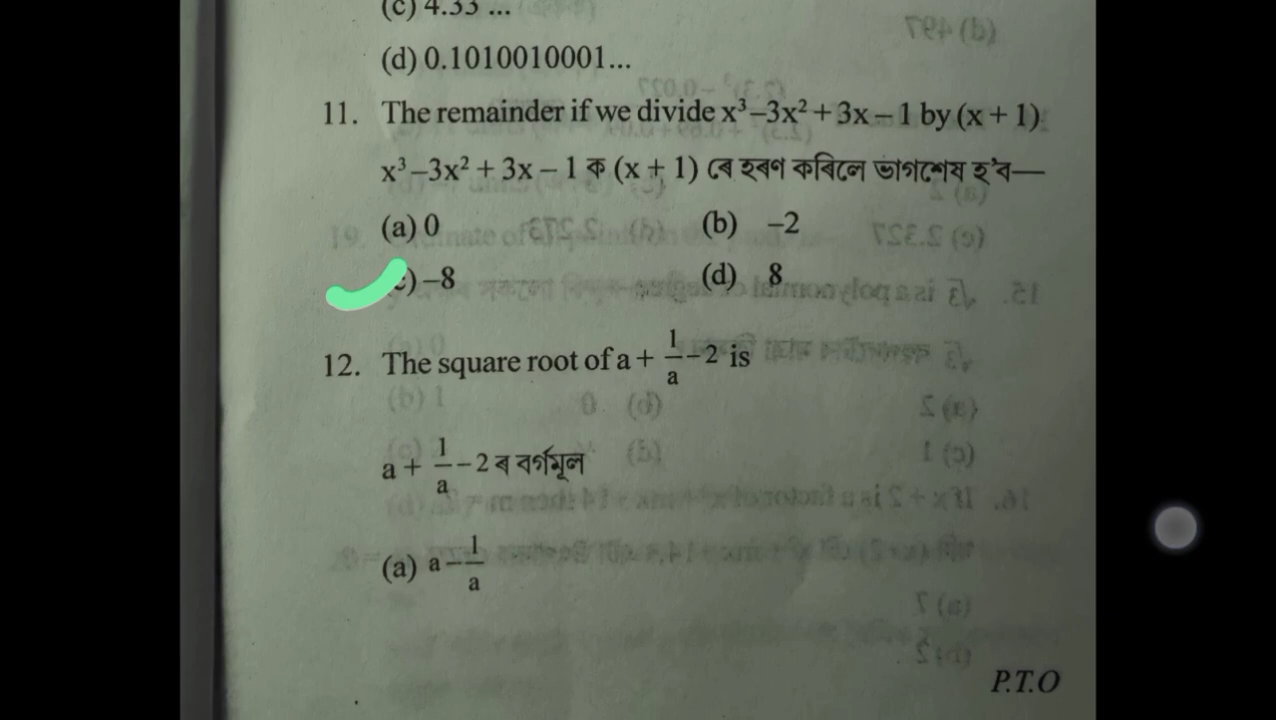 (c) 4.33 ...
(d) 0.1010010001...
11. The remainder if we divide x³–3x² + 3x – 1 by (x + 1)
x³–3x² + 3x – 1 ক (x + 1) ৰে হৰণ কৰিলে ভাগশেষ হ'ব—
(a) 0 (b) –2
c) –8 (d) 8
12. The square root of a + 1/a – 2 is
a + 1/a – 2 ৰ বৰ্গমূল
(a) a – 1/a
P.T.O